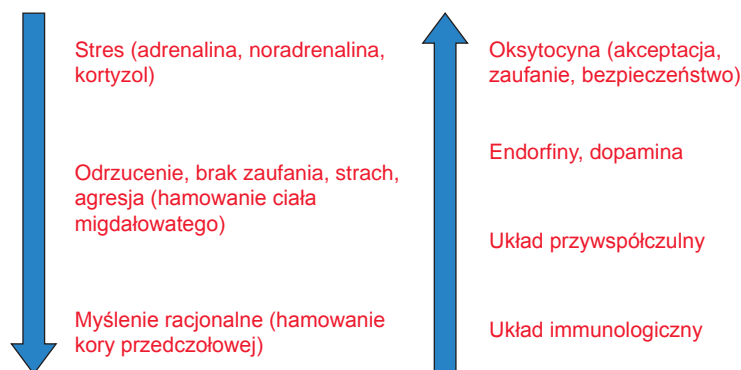 Stres (adrenalina, noradrenalina,
kortyzol)
Odrzucenie, brak zaufania, strach,
agresja (hamowanie ciała
migdałowatego)
Myślenie racjonalne (hamowanie
kory przedczołowej)
Oksytocyna (akceptacja,
zaufanie, bezpieczeństwo)
Endorfiny, dopamina
Układ przywspółczulny
Układ immunologiczny